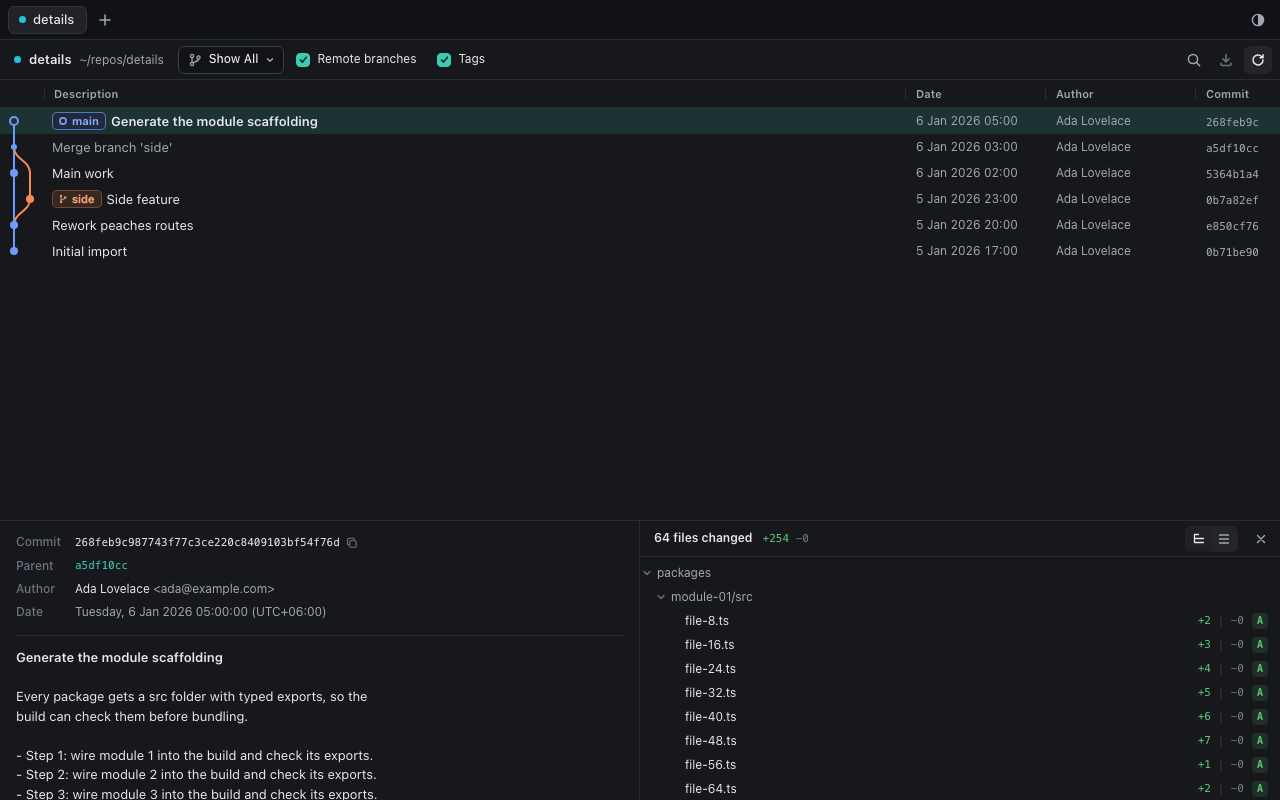 details
details ~/repos/details Show All Remote branches Tags
Description Date Author Commit
main Generate the module scaffolding 6 Jan 2026 05:00 Ada Lovelace 268feb9c
Merge branch 'side' 6 Jan 2026 03:00 Ada Lovelace a5df10cc
Main work 6 Jan 2026 02:00 Ada Lovelace 5364b1a4
side Side feature 5 Jan 2026 23:00 Ada Lovelace 0b7a82ef
Rework peaches routes 5 Jan 2026 20:00 Ada Lovelace e850cf76
Initial import 5 Jan 2026 17:00 Ada Lovelace 0b71be90
Commit 268feb9c987743f77c3ce220c8409103bf54f76d
Parent a5df10cc
Author Ada Lovelace <ada@example.com>
Date Tuesday, 6 Jan 2026 05:00:00 (UTC+06:00)
Generate the module scaffolding
Every package gets a src folder with typed exports, so the
build can check them before bundling.
- Step 1: wire module 1 into the build and check its exports.
- Step 2: wire module 2 into the build and check its exports.
- Step 3: wire module 3 into the build and check its exports.
64 files changed +254 −0
packages
module-01/src
file-8.ts +2 | −0 A
file-16.ts +3 | −0 A
file-24.ts +4 | −0 A
file-32.ts +5 | −0 A
file-40.ts +6 | −0 A
file-48.ts +7 | −0 A
file-56.ts +1 | −0 A
file-64.ts +2 | −0 A